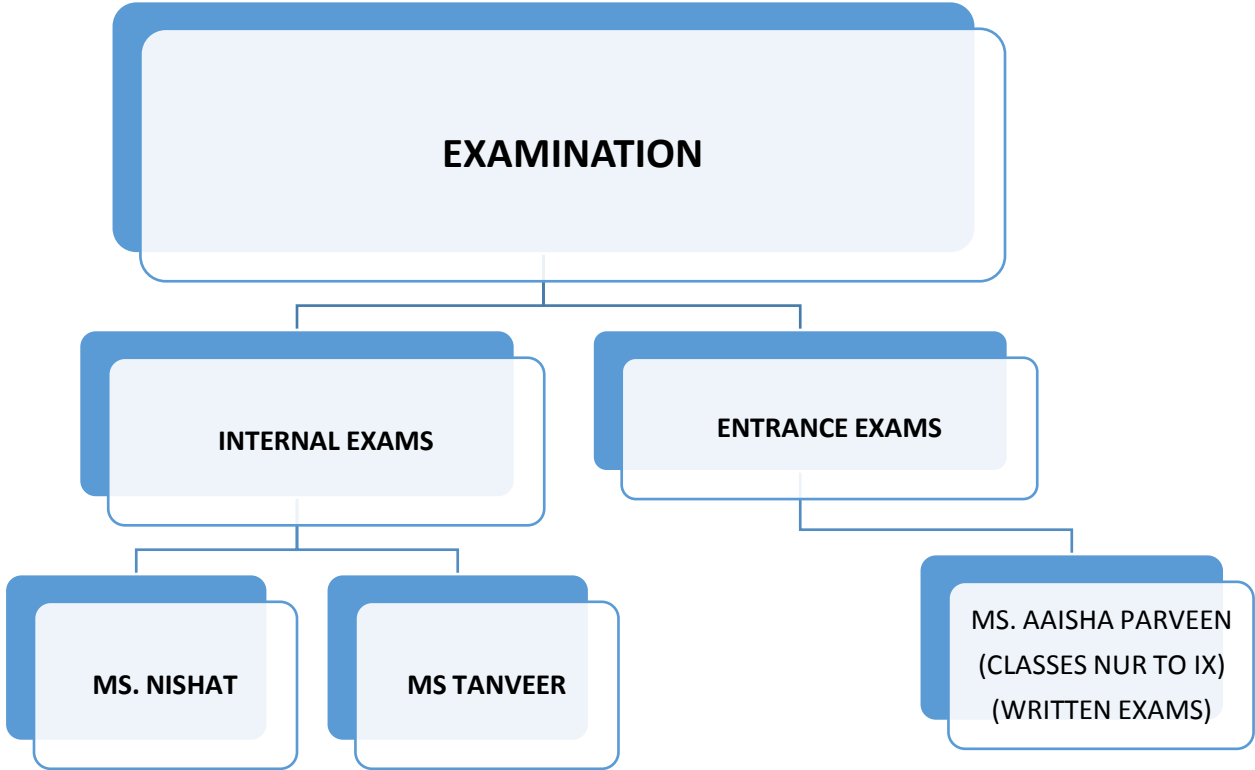 EXAMINATION
INTERNAL EXAMS
ENTRANCE EXAMS
MS. NISHAT
MS TANVEER
MS. AAISHA PARVEEN
(CLASSES NUR TO IX)
(WRITTEN EXAMS)